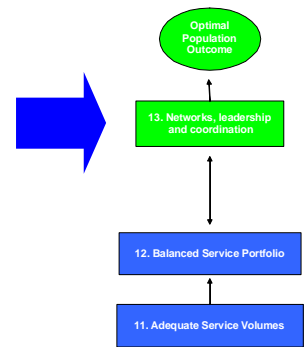 Optimal
Population
Outcome
13. Networks, leadership
and coordination
12. Balanced Service Portfolio
11. Adequate Service Volumes